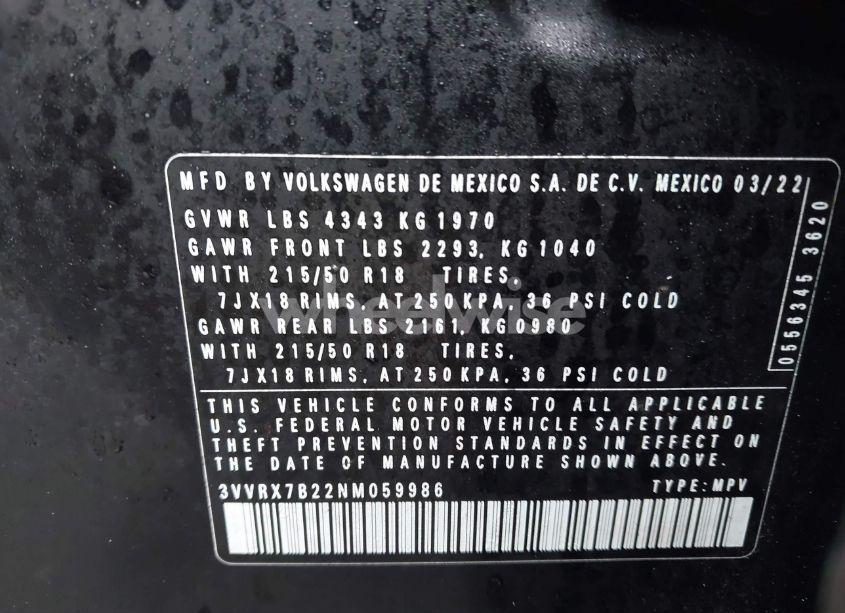 MFD BY VOLKSWAGEN DE MEXICO S.A. DE C.V. MEXICO 03/22
GVWR LBS 4343 KG 1970
GAWR FRONT LBS 2293, KG 1040
WITH 215/50 R18 TIRES,
7JX18 RIMS, AT 250 KPA, 36 PSI COLD
GAWR REAR LBS 2161, KG 0980
WITH 215/50 R18 TIRES,
7JX18 RIMS, AT 250 KPA, 36 PSI COLD
0556345 3620
wheelwise
THIS VEHICLE CONFORMS TO ALL APPLICABLE
U.S. FEDERAL MOTOR VEHICLE SAFETY AND
THEFT PREVENTION STANDARDS IN EFFECT ON
THE DATE OF MANUFACTURE SHOWN ABOVE.
3VVRX7B22NM059986 TYPE: MPV